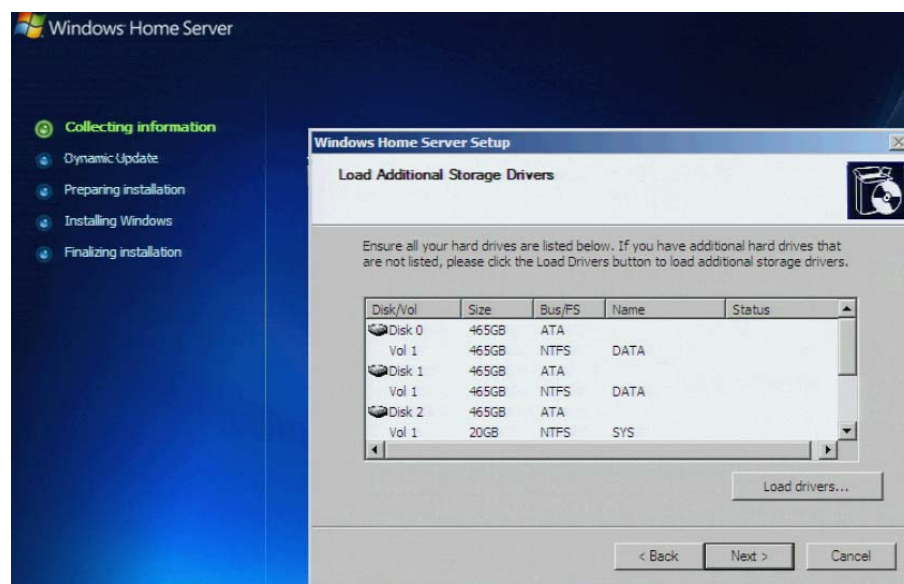 Windows Home Server
Collecting information
Dynamic Update
Preparing installation
Installing Windows
Finalizing installation
Windows Home Server Setup
Load Additional Storage Drivers
Ensure all your hard drives are listed below. If you have additional hard drives that
are not listed, please click the Load Drivers button to load additional storage drivers.
Disk/Vol Size Bus/FS Name Status
Disk 0 465GB ATA
Vol 1 465GB NTFS DATA
Disk 1 465GB ATA
Vol 1 465GB NTFS DATA
Disk 2 465GB ATA
Vol 1 20GB NTFS SYS
Load drivers...
< Back Next > Cancel